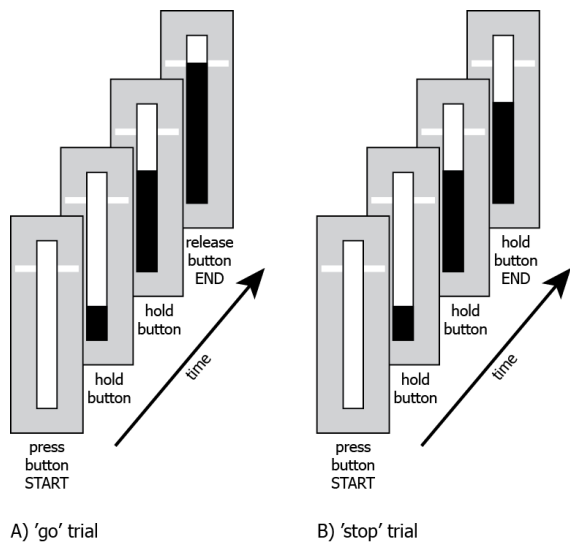 press
button
START
hold
button
hold
button
release
button
END
time
A) 'go' trial
press
button
START
hold
button
hold
button
hold
button
END
time
B) 'stop' trial